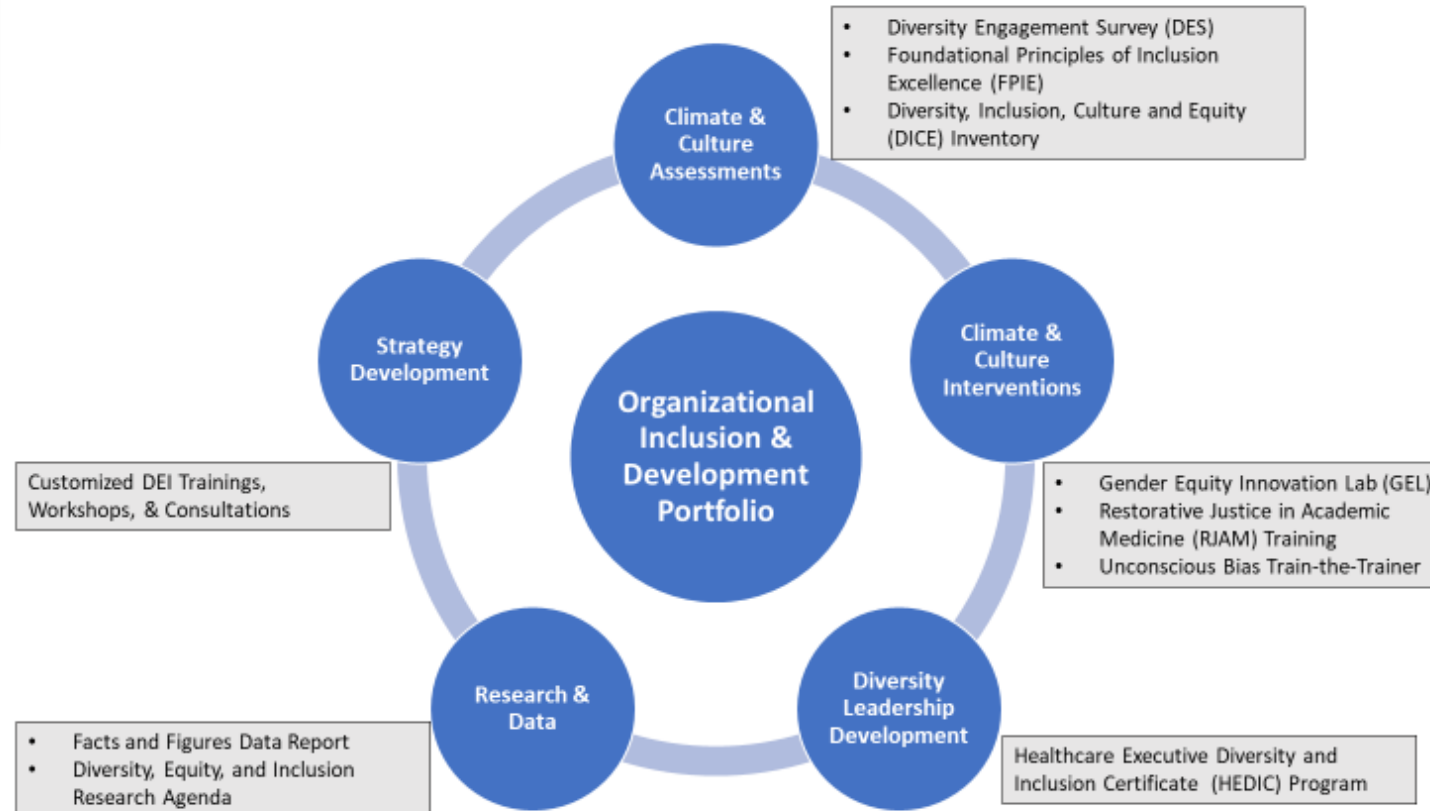 • Diversity Engagement Survey (DES)
• Foundational Principles of Inclusion
Excellence (FPIE)
• Diversity, Inclusion, Culture and Equity
(DICE) Inventory
Climate &
Culture
Assessments
Strategy
Development
Climate &
Culture
Interventions
Organizational
Inclusion &
Development
Portfolio
Customized DEI Trainings,
Workshops, & Consultations
• Gender Equity Innovation Lab (GEL)
• Restorative Justice in Academic
Medicine (RJAM) Training
• Unconscious Bias Train-the-Trainer
Research &
Data
Diversity
Leadership
Development
• Facts and Figures Data Report
• Diversity, Equity, and Inclusion
Research Agenda
Healthcare Executive Diversity and
Inclusion Certificate (HEDIC) Program